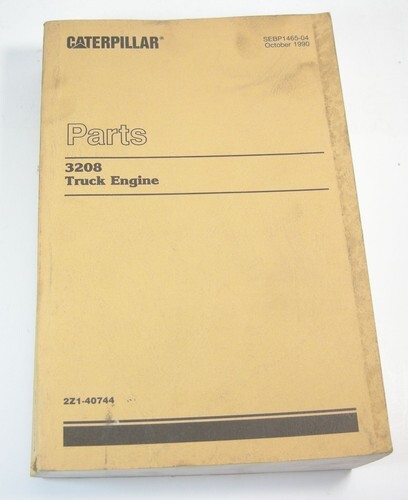 CATERPILLAR®
SEBP1465-04
October 1990
Parts
3208
Truck Engine
2Z1-40744